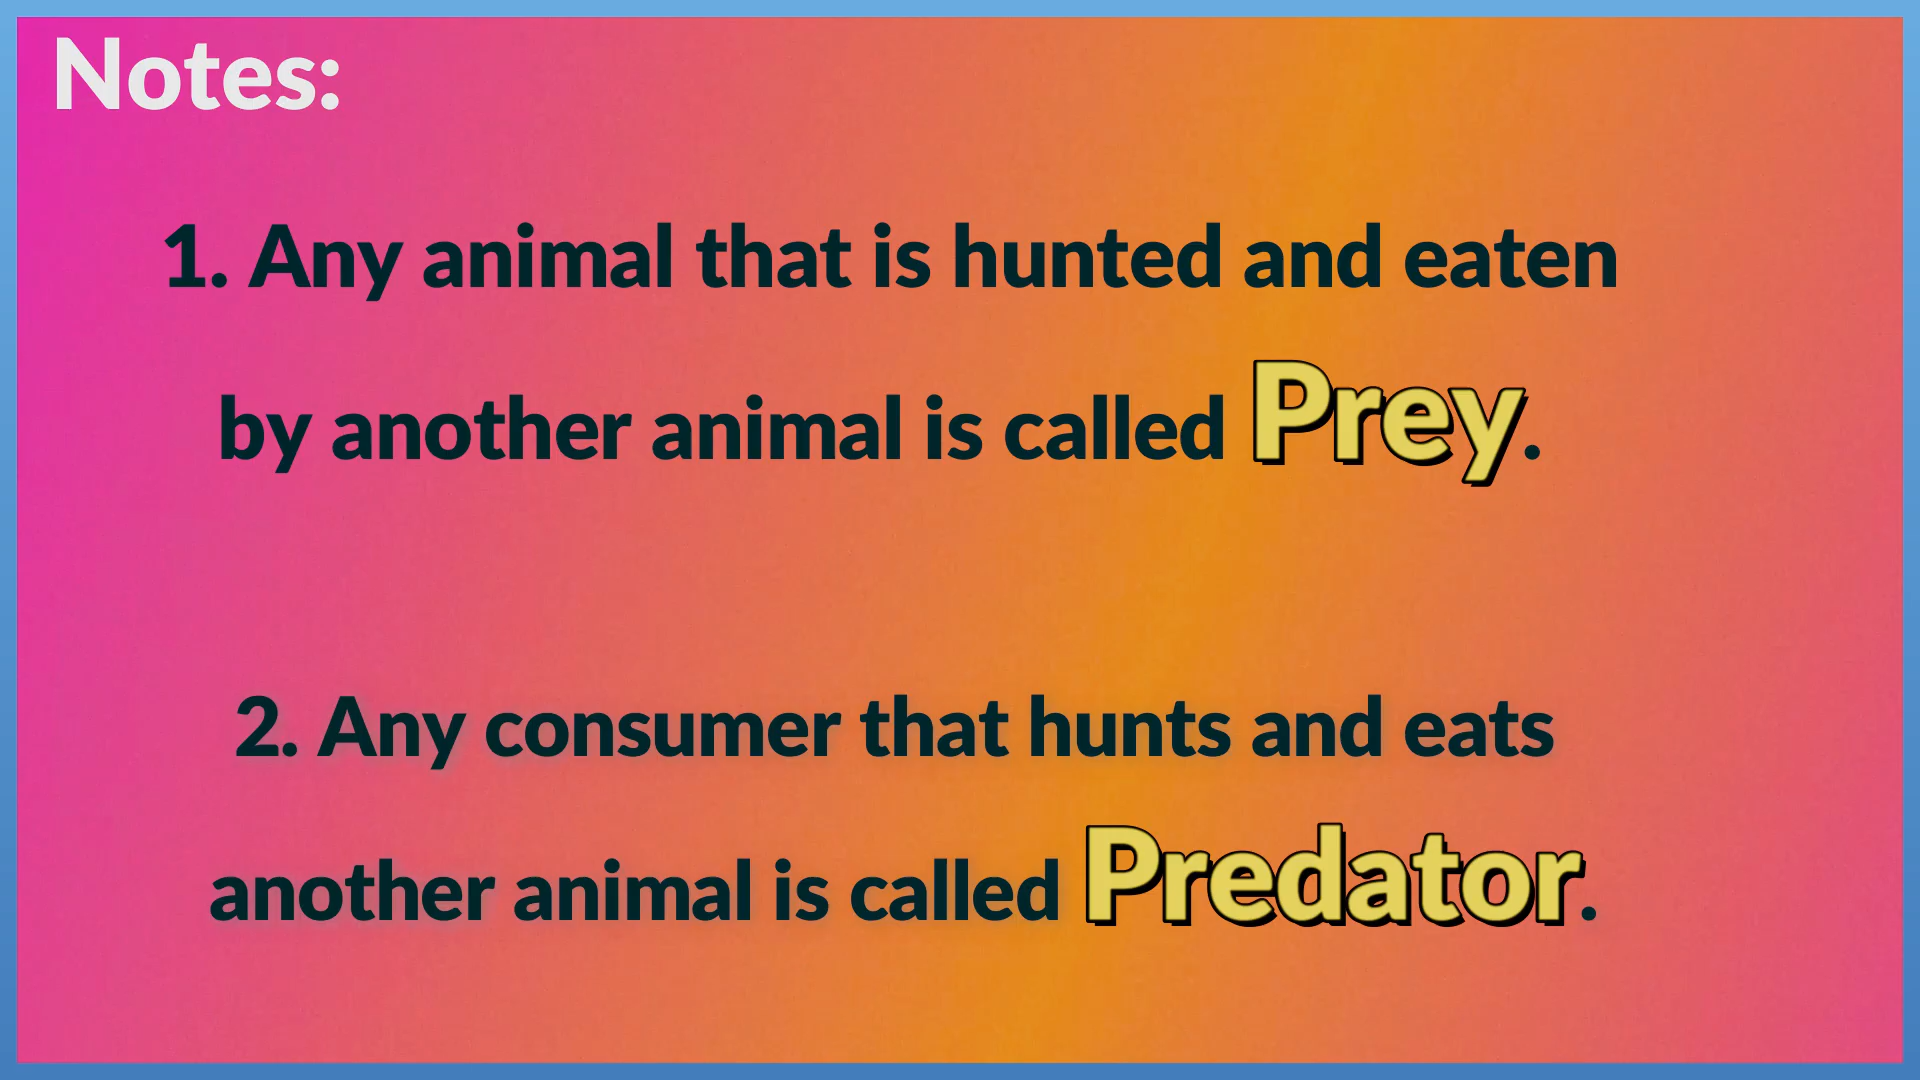 Notes:
1. Any animal that is hunted and eaten
by another animal is called Prey.
2. Any consumer that hunts and eats
another animal is called Predator.